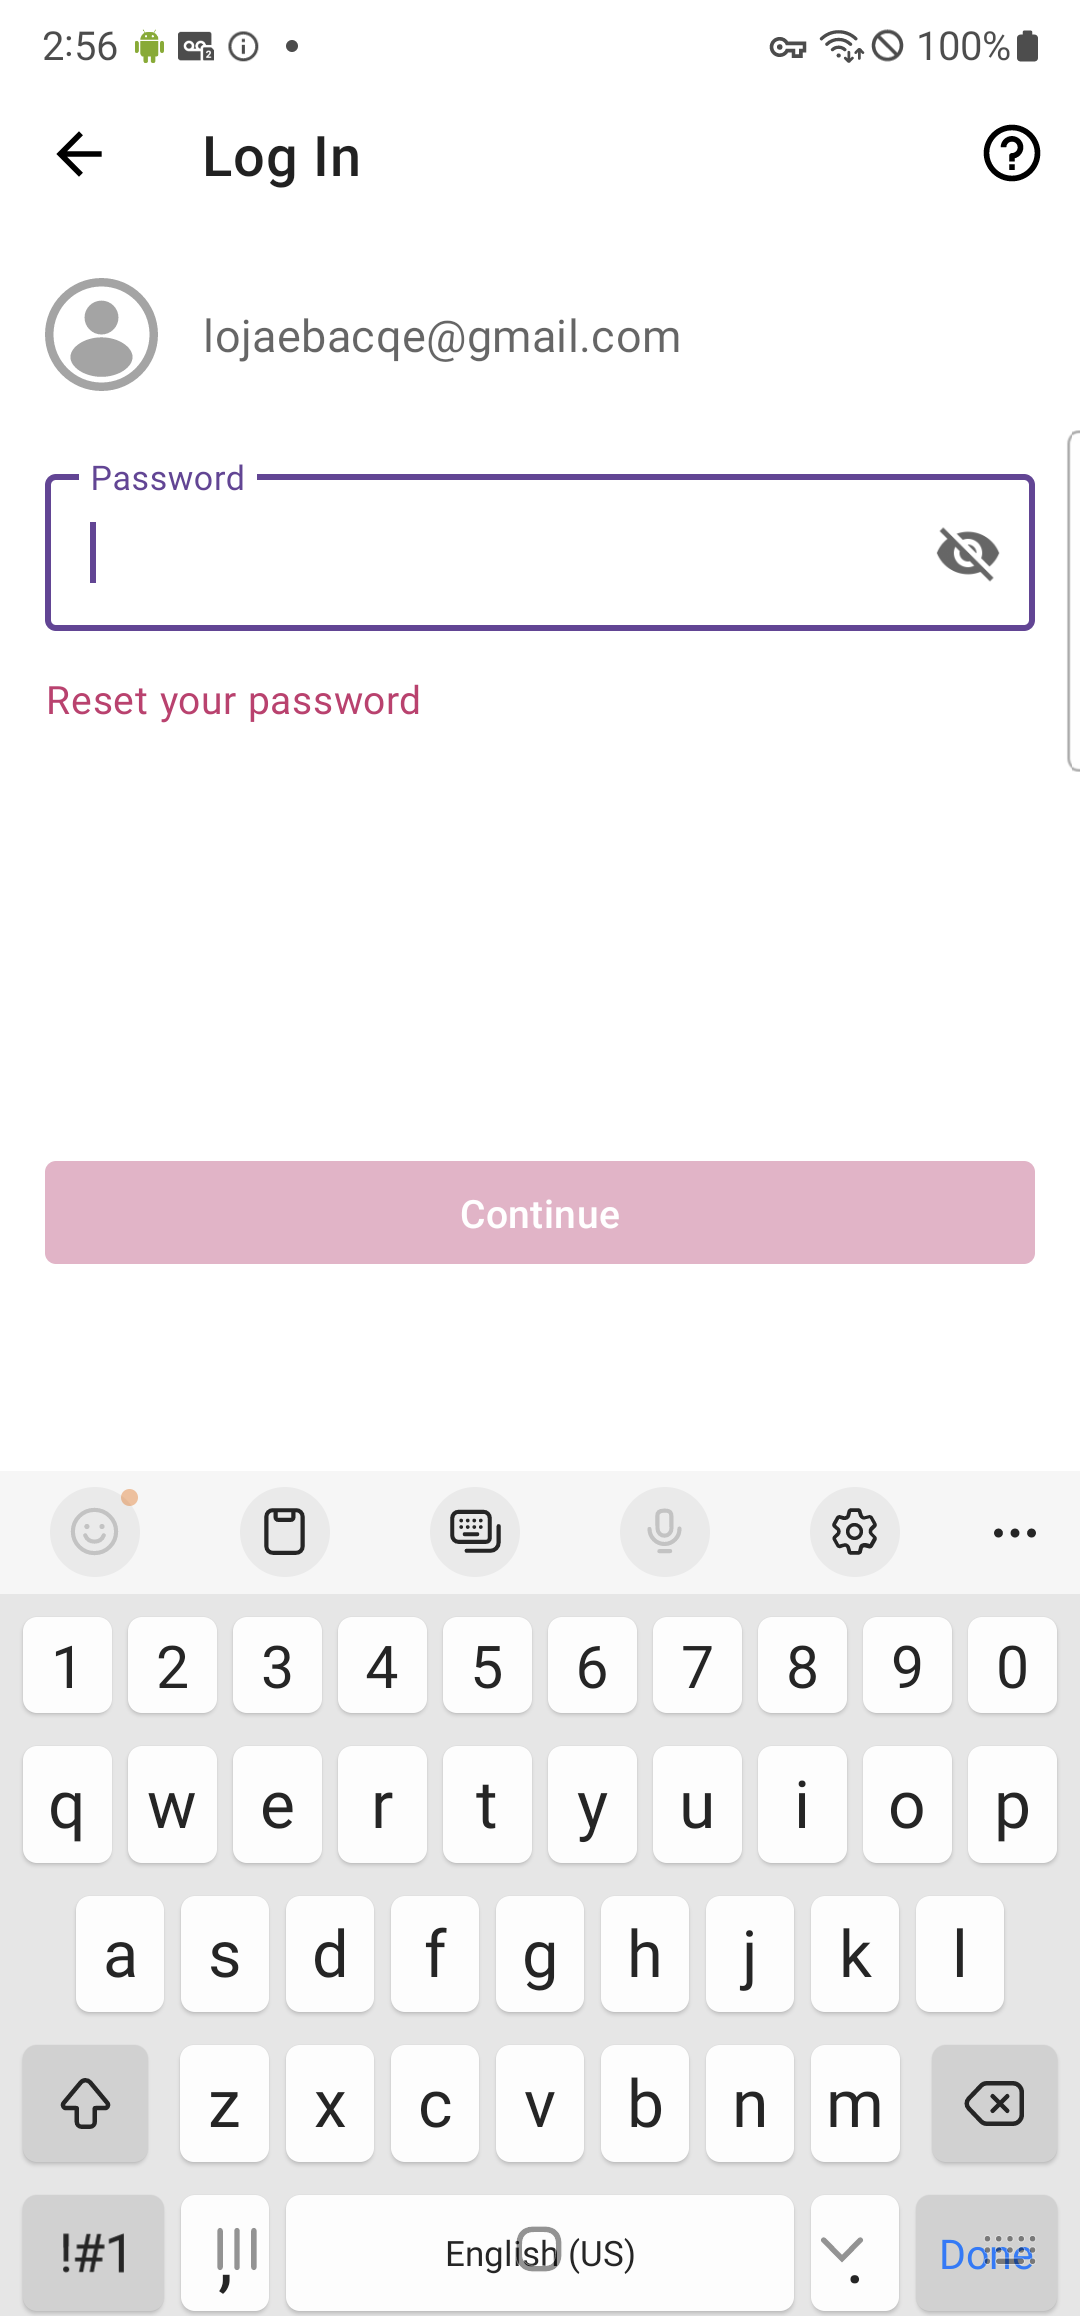 2:56 100%
Log In
lojaebacqe@gmail.com
Password
Reset your password
Continue
1 2 3 4 5 6 7 8 9 0
q w e r t y u i o p
a s d f g h j k l
z x c v b n m
!#1 , English (US) . Done